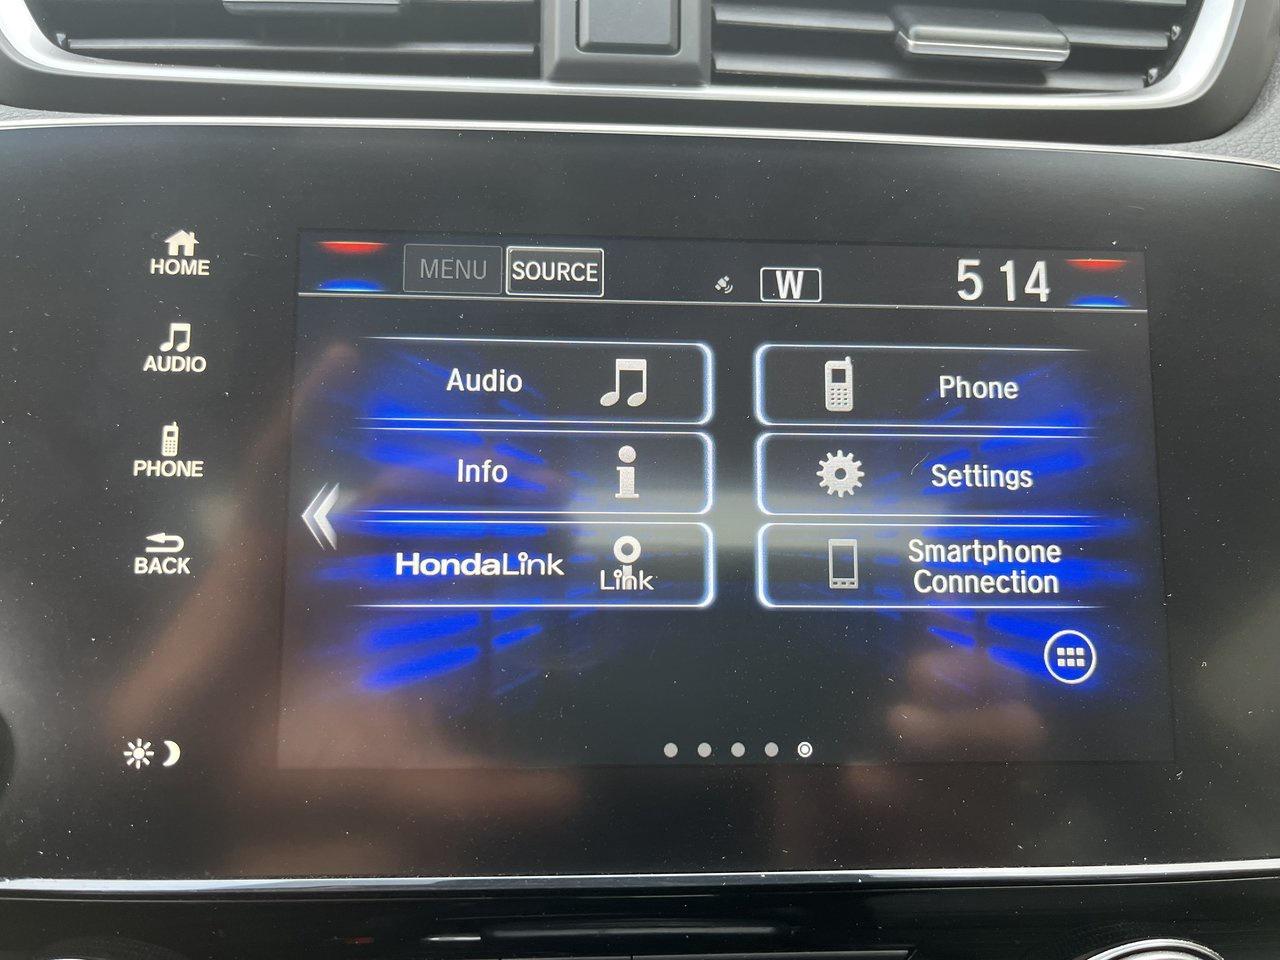 HOME
AUDIO
PHONE
BACK
MENU SOURCE W 5 14
Audio
Phone
Info
Settings
HondaLink Link
Smartphone
Connection